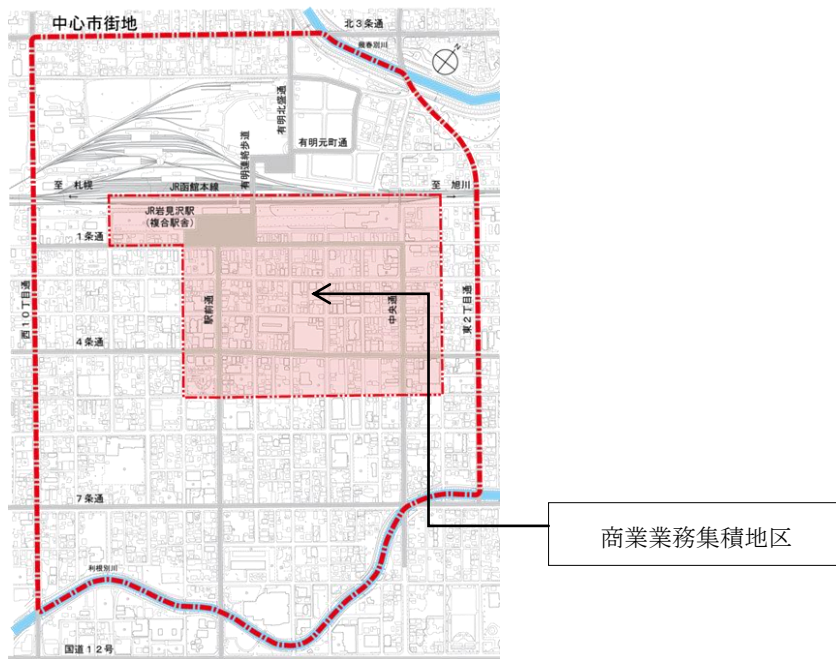 中心市街地
北3条通
N
有明北盛通
有明元町通
有明連絡歩道
至 札幌
←
JR函館本線
至 旭川
→
JR岩見沢駅
(複合駅舎)
1条通
西10丁目通
駅前通
中央通
東2丁目通
4条通
7条通
商業業務集積地区
利根別川
国道12号